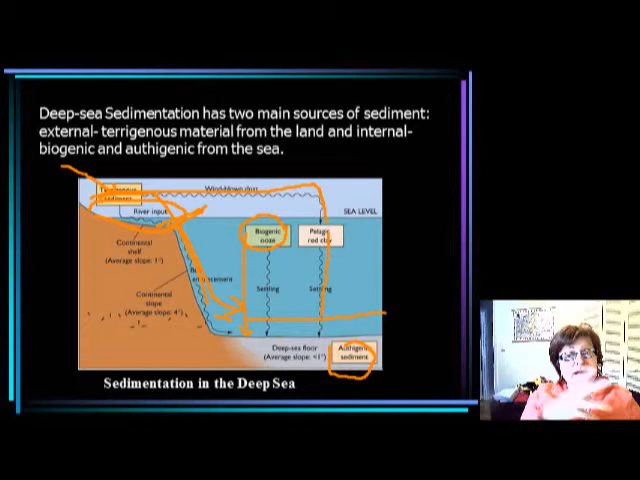 Deep-sea Sedimentation has two main sources of sediment:
external- terrigenous material from the land and internal-
biogenic and authigenic from the sea.
sediment
Wind-blown dust
River input
SEA LEVEL
Biogenic
ooze
Pelagic
red clay
Continental
shelf
(Average slope: 1°)
Settling
Settling
Continental
slope
(Average slope: 4°)
Deep-sea floor
(Average slope: <1°)
Authigenic
sediment
Sedimentation in the Deep Sea